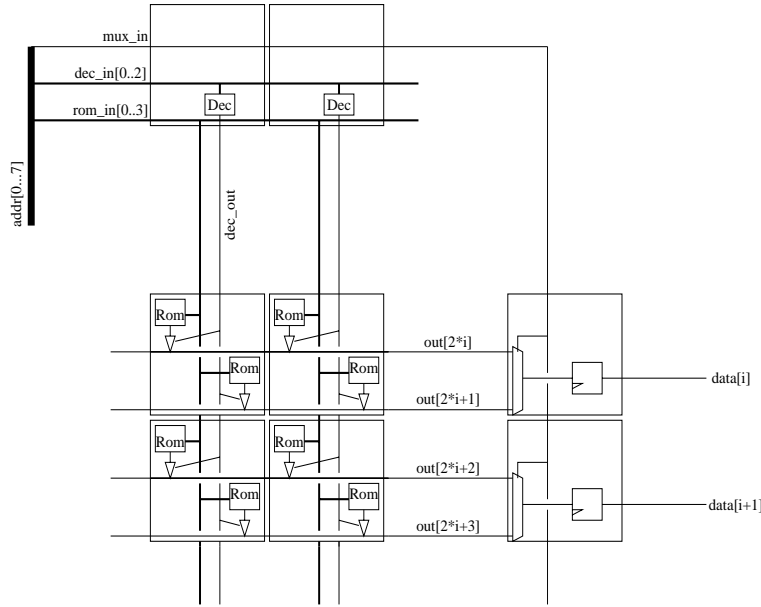 mux_in
dec_in[0..2]
Dec Dec
rom_in[0..3]
addr[0...7]
dec_out
Rom Rom
out[2*i]
Rom Rom
data[i]
out[2*i+1]
Rom Rom
out[2*i+2]
Rom Rom
data[i+1]
out[2*i+3]